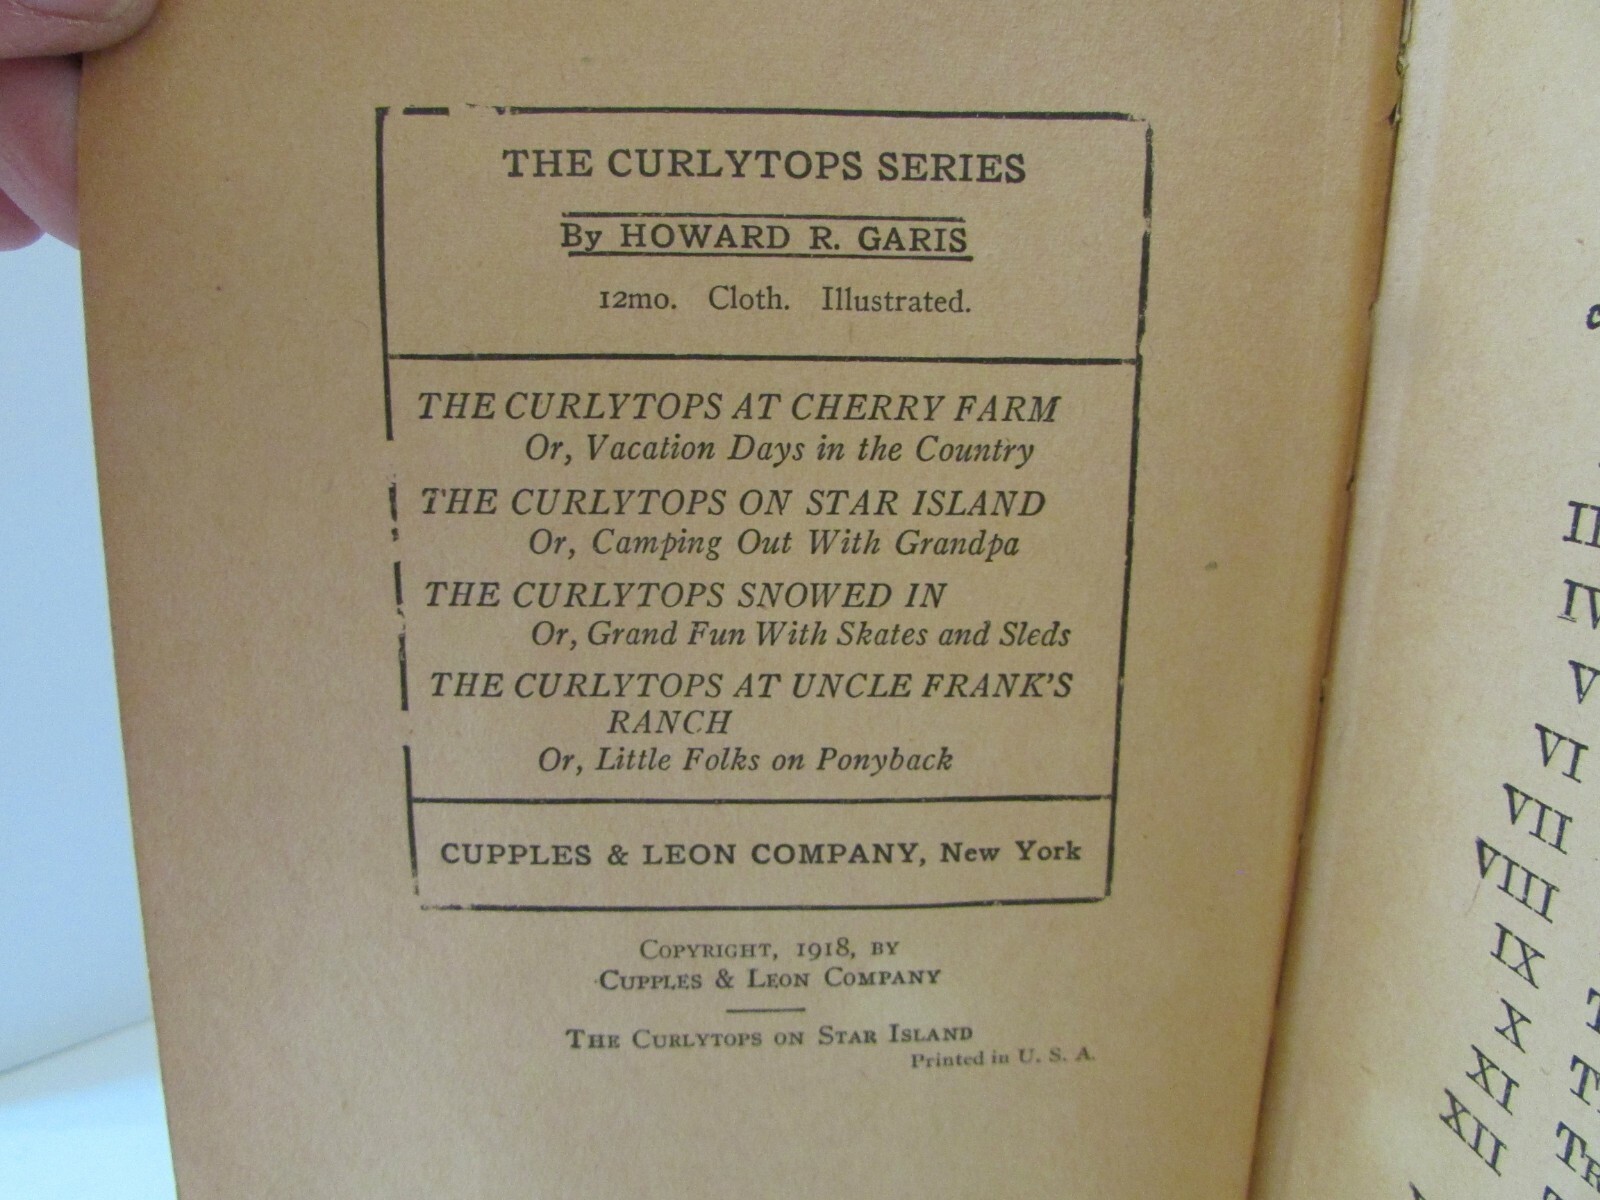 THE CURLYTOPS SERIES
By HOWARD R. GARIS
12mo. Cloth. Illustrated.
THE CURLYTOPS AT CHERRY FARM
Or, Vacation Days in the Country
THE CURLYTOPS ON STAR ISLAND
Or, Camping Out With Grandpa
THE CURLYTOPS SNOWED IN
Or, Grand Fun With Skates and Sleds
THE CURLYTOPS AT UNCLE FRANK'S
RANCH
Or, Little Folks on Ponyback
CUPPLES & LEON COMPANY, New York
COPYRIGHT, 1918, BY
CUPPLES & LEON COMPANY
THE CURLYTOPS ON STAR ISLAND
Printed in U. S. A.
V
VI
VII
VIII
IX
X
XI
XII